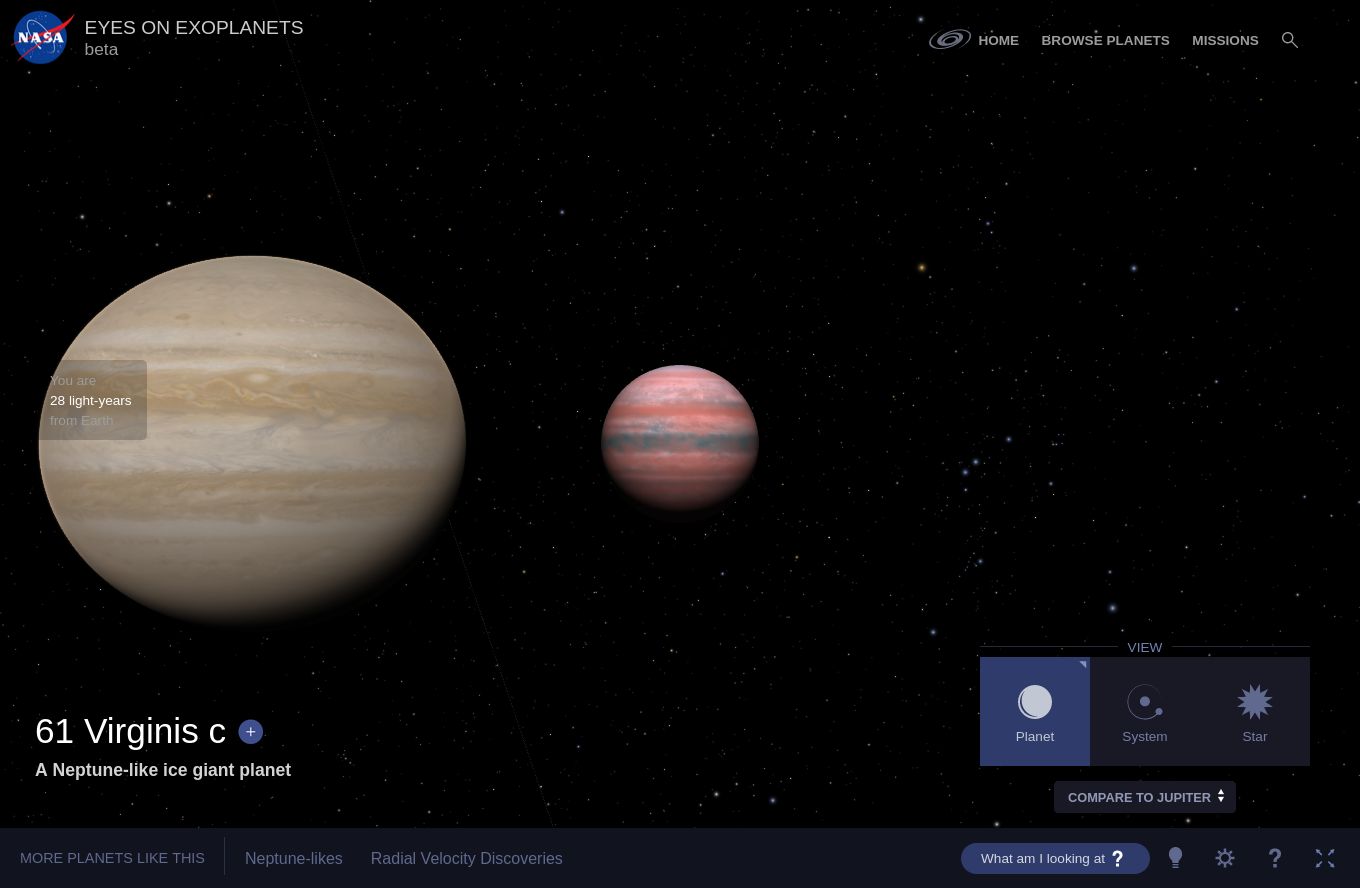 NASA
EYES ON EXOPLANETS
beta
HOME
BROWSE PLANETS
MISSIONS
You are
28 light-years
from Earth
61 Virginis c +
A Neptune-like ice giant planet
VIEW
Planet
System
Star
COMPARE TO JUPITER
MORE PLANETS LIKE THIS
Neptune-likes
Radial Velocity Discoveries
What am I looking at ?
?